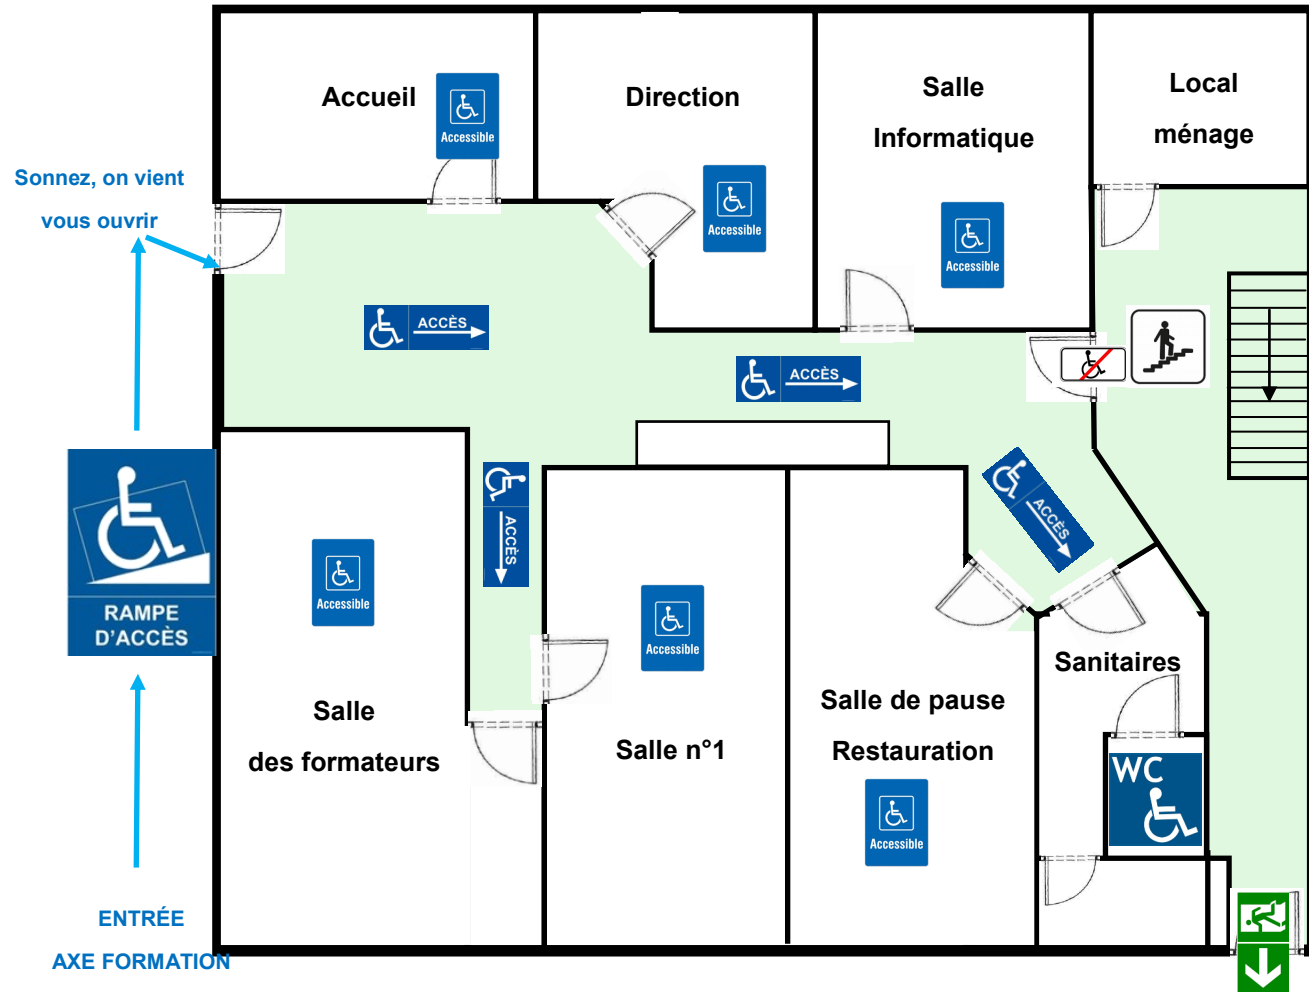 Accueil
Accessible
Direction
Accessible
Salle
Informatique
Accessible
Local
ménage
Sonnez, on vient
vous ouvrir
ACCÈS
ACCÈS
ACCÈS
ACCÈS
RAMPE
D'ACCÈS
Accessible
Salle
des formateurs
Accessible
Salle n°1
Salle de pause
Restauration
Accessible
Sanitaires
WC
ENTRÉE
AXE FORMATION